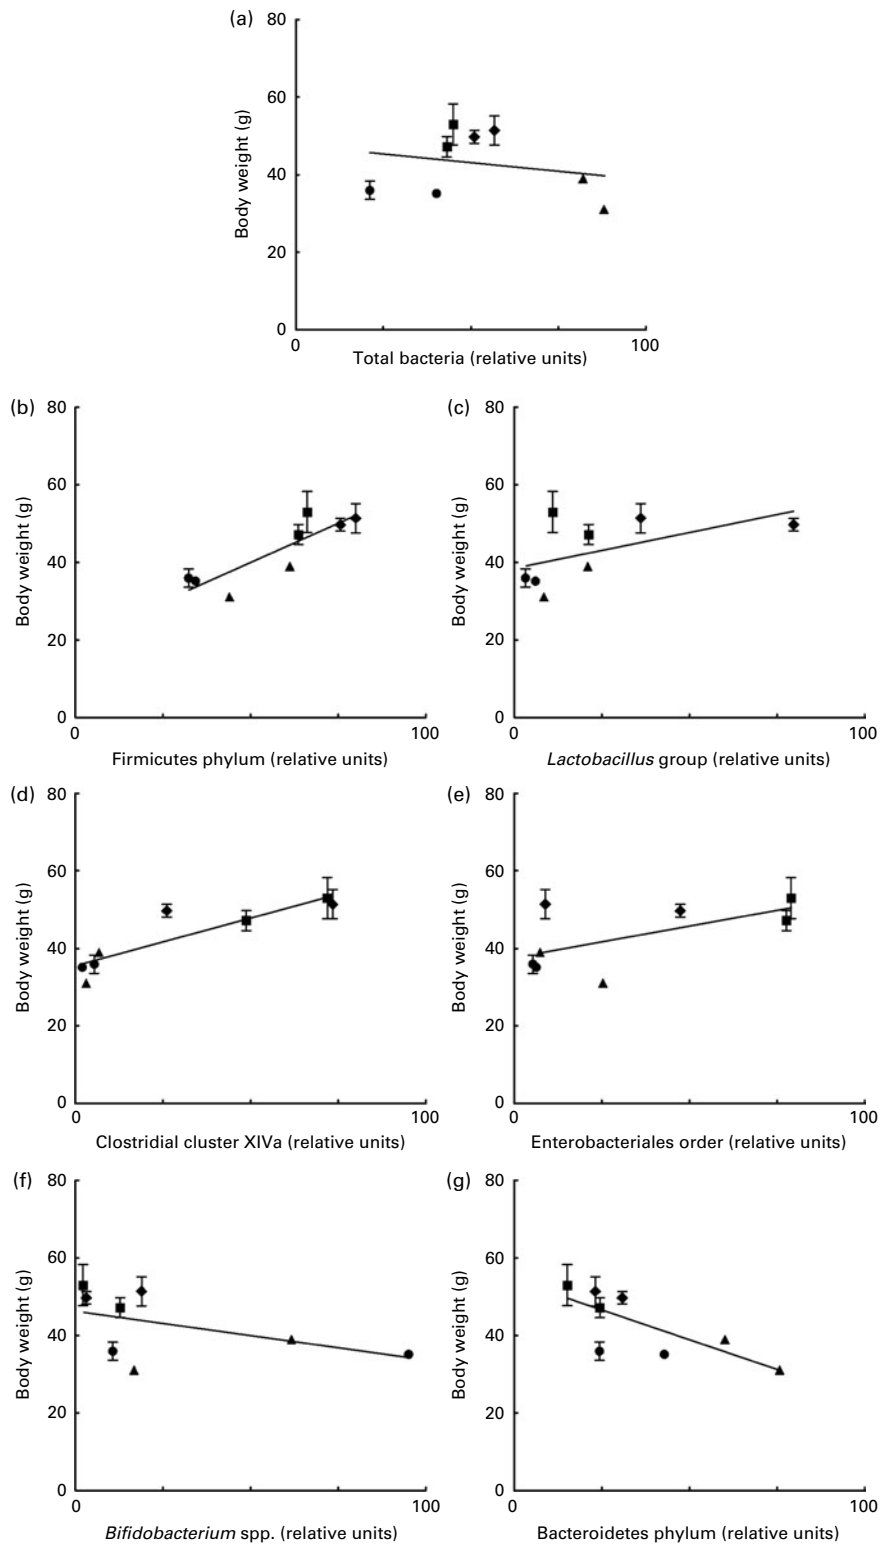 (a)
80
60
40
20
0
Body weight (g)
0 100
Total bacteria (relative units)
(b)
80
60
40
20
0
Body weight (g)
0 100
Firmicutes phylum (relative units)
(c)
80
60
40
20
0
Body weight (g)
0 100
Lactobacillus group (relative units)
(d)
80
60
40
20
0
Body weight (g)
0 100
Clostridial cluster XIVa (relative units)
(e)
80
60
40
20
0
Body weight (g)
0 100
Enterobacteriales order (relative units)
(f)
80
60
40
20
0
Body weight (g)
0 100
Bifidobacterium spp. (relative units)
(g)
80
60
40
20
0
Body weight (g)
0 100
Bacteroidetes phylum (relative units)